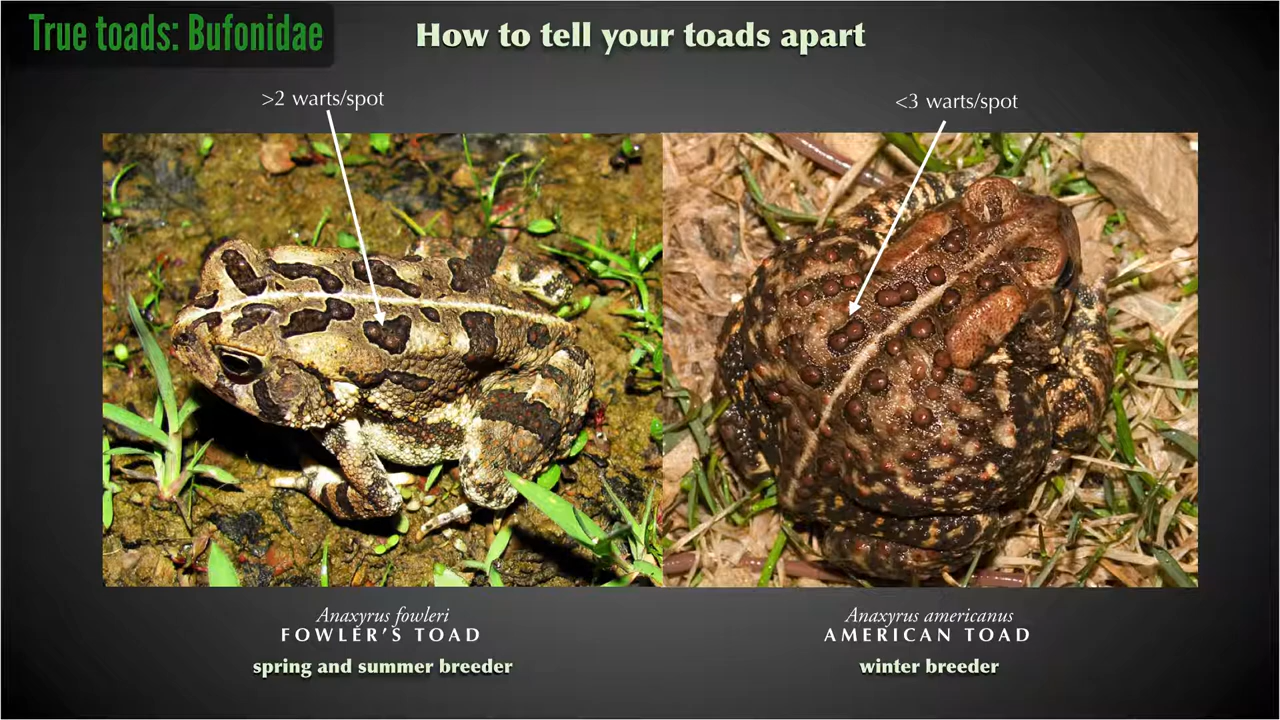 True toads: Bufonidae
How to tell your toads apart
>2 warts/spot
<3 warts/spot
Anaxyrus fowleri
FOWLER'S TOAD
spring and summer breeder
Anaxyrus americanus
AMERICAN TOAD
winter breeder